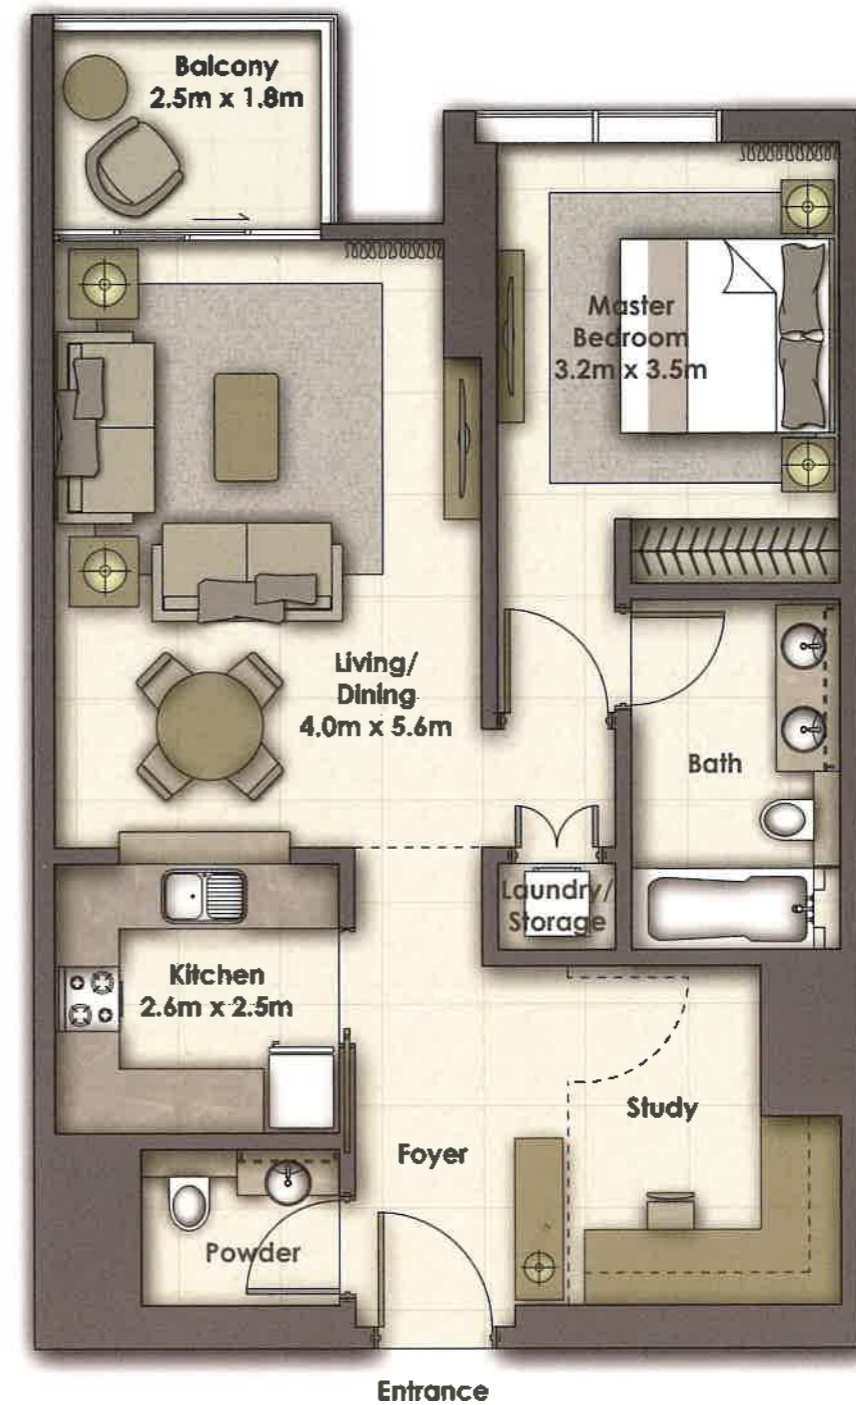 Balcony
2.5m x 1.8m
Master
Bedroom
3.2m x 3.5m
Living/
Dining
4.0m x 5.6m
Bath
Laundry/
Storage
Kitchen
2.6m x 2.5m
Study
Foyer
Powder
Entrance